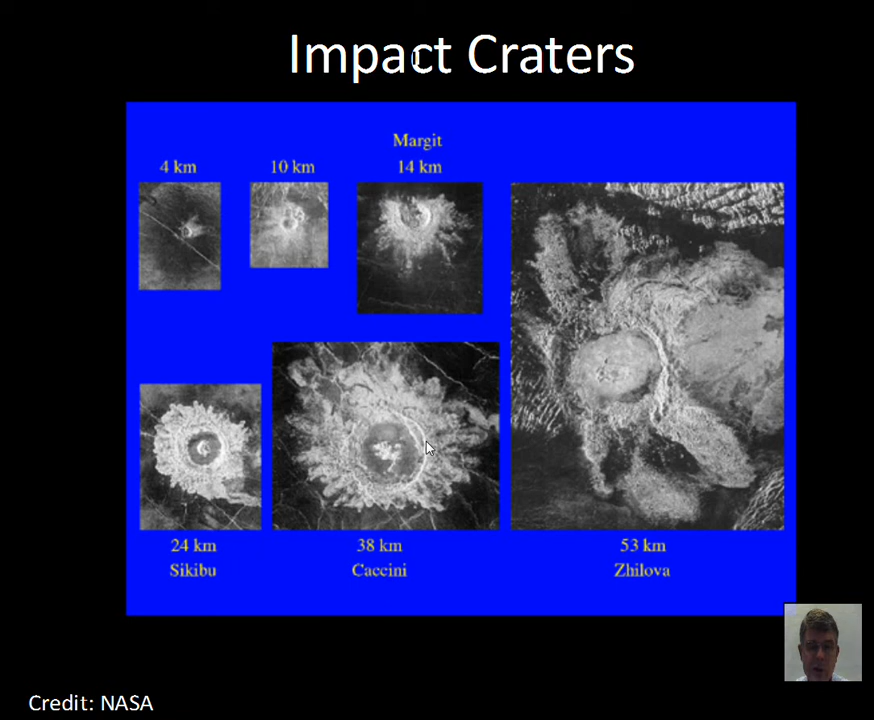 Impact Craters
4 km
10 km
Margit
14 km
24 km
Sikibu
38 km
Caccini
53 km
Zhilova
Credit: NASA